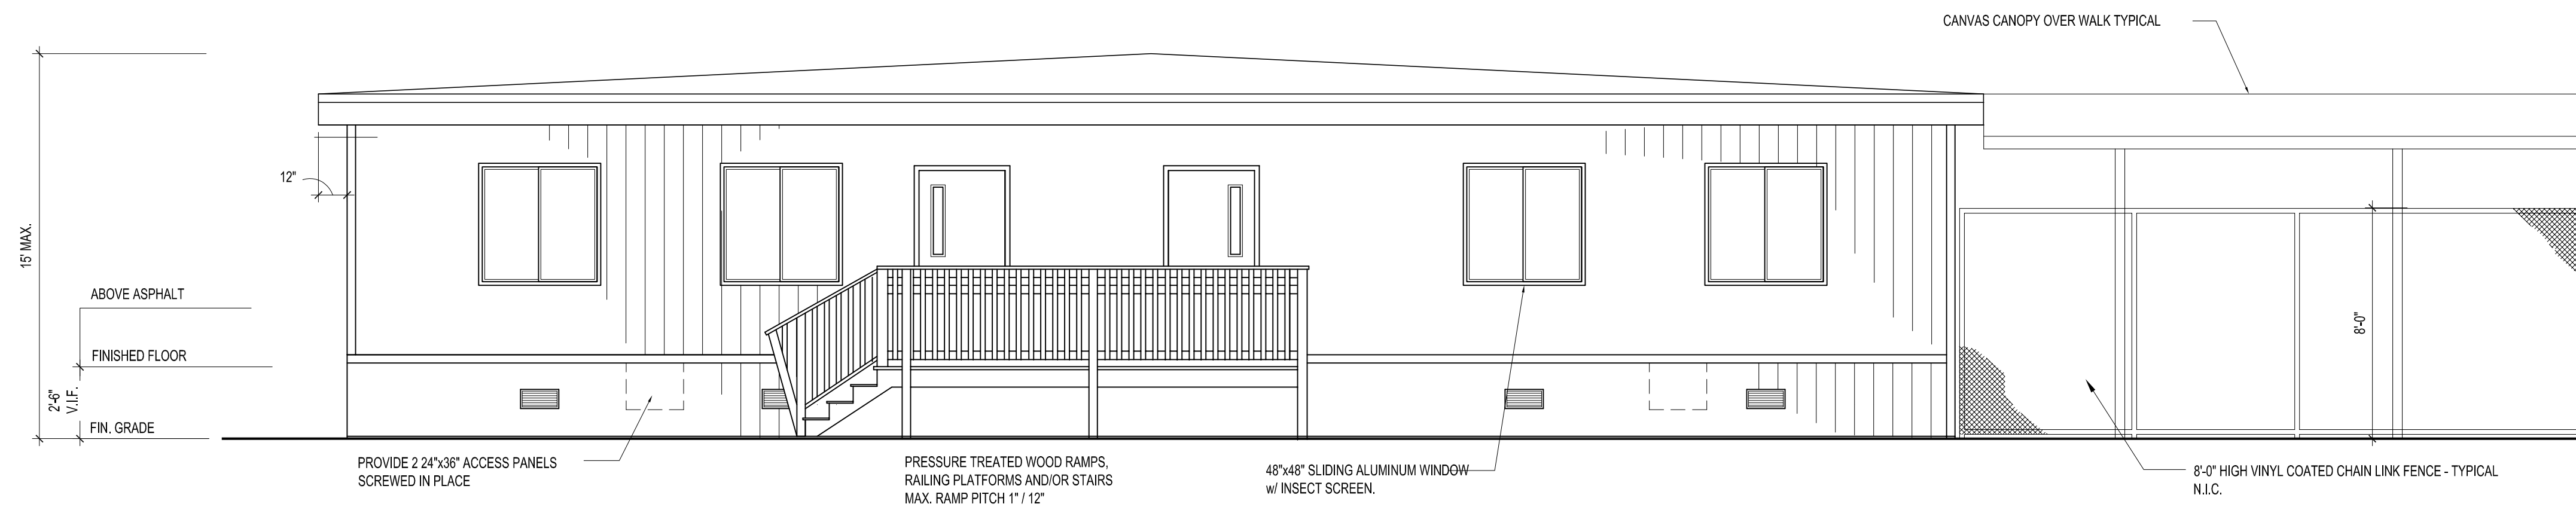 CANVAS CANOPY OVER WALK TYPICAL
12"
15' MAX.
ABOVE ASPHALT
FINISHED FLOOR
2'-6"
V.I.F.
FIN. GRADE
8'-0"
PROVIDE 2 24"x36" ACCESS PANELS
SCREWED IN PLACE
PRESSURE TREATED WOOD RAMPS,
RAILING PLATFORMS AND/OR STAIRS
MAX. RAMP PITCH 1" / 12"
48"x48" SLIDING ALUMINUM WINDOW
w/ INSECT SCREEN.
8'-0" HIGH VINYL COATED CHAIN LINK FENCE - TYPICAL
N.I.C.